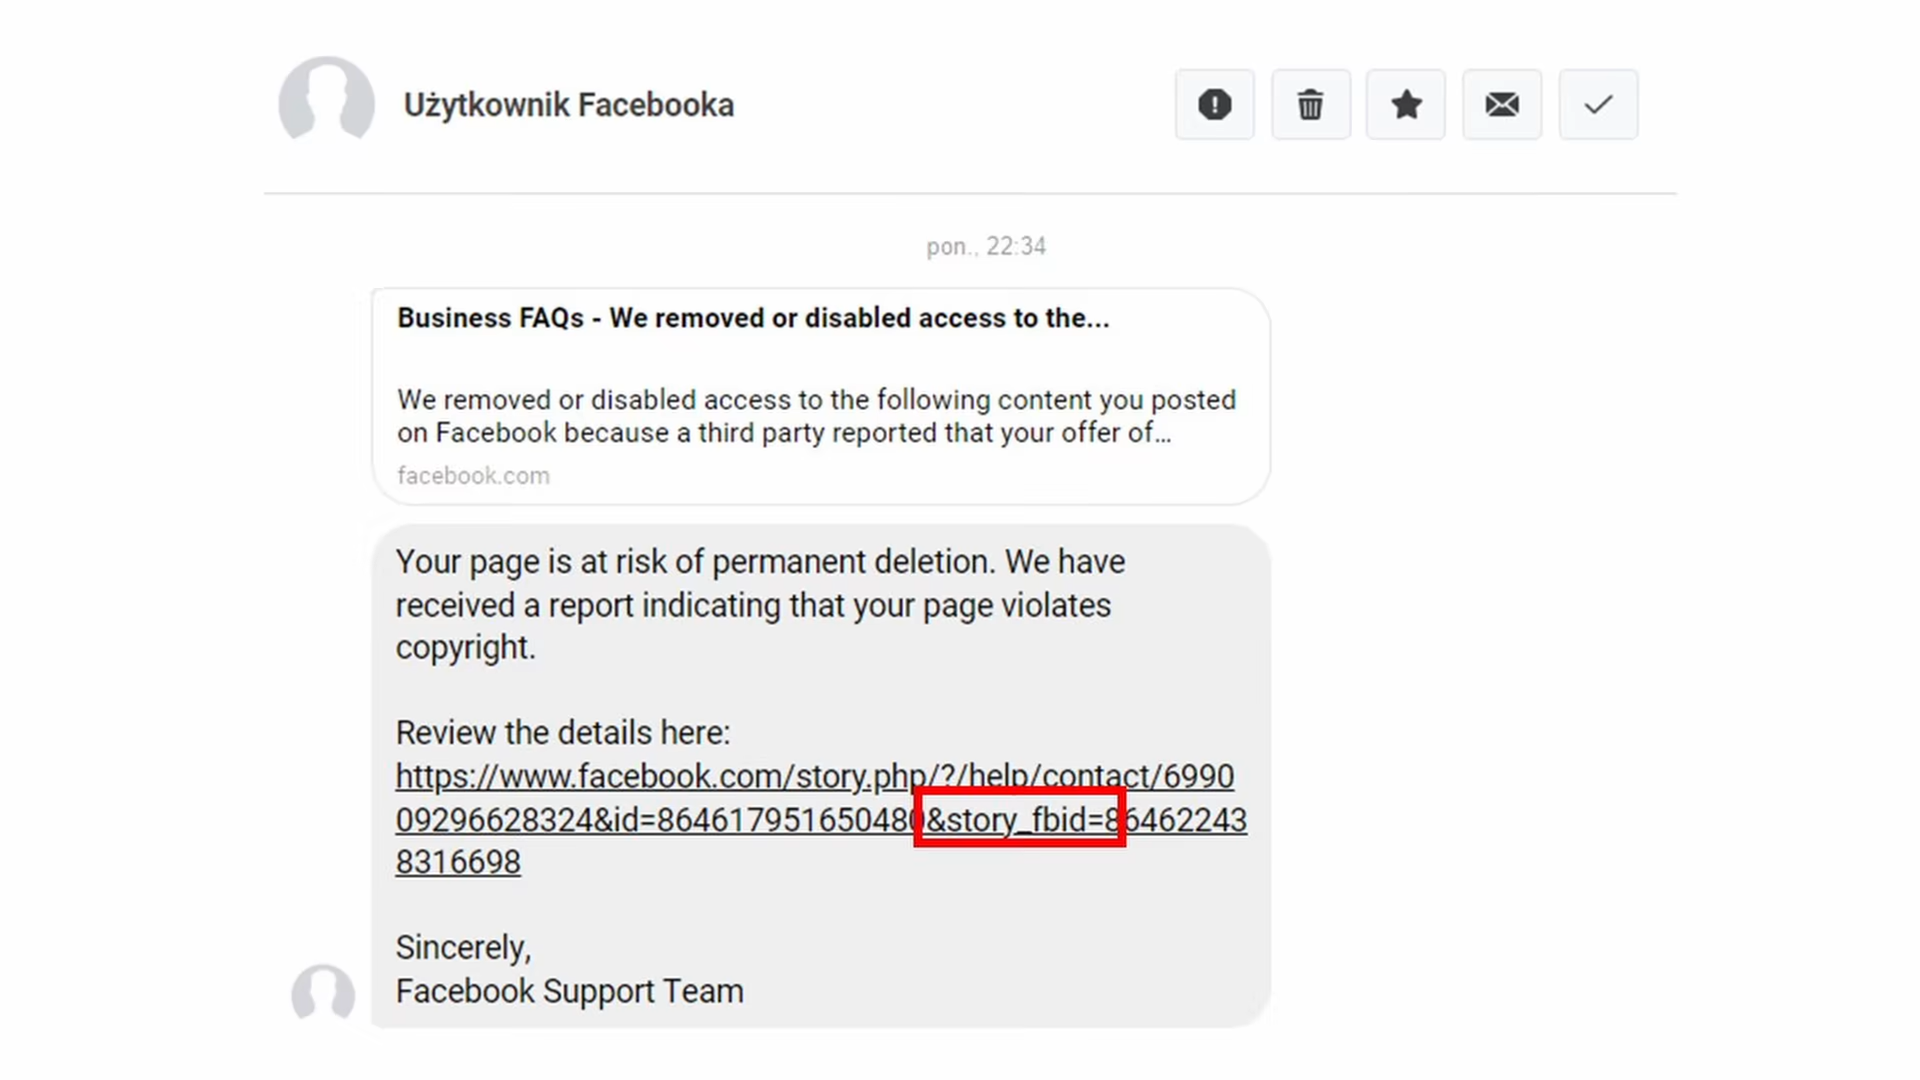 Użytkownik Facebooka
pon., 22:34
Business FAQs - We removed or disabled access to the...
We removed or disabled access to the following content you posted
on Facebook because a third party reported that your offer of...
facebook.com
Your page is at risk of permanent deletion. We have
received a report indicating that your page violates
copyright.
Review the details here:
https://www.facebook.com/story.php/?/help/contact/6990
09296628324&id=864617951650480&story_fbid=86462243
8316698
Sincerely,
Facebook Support Team